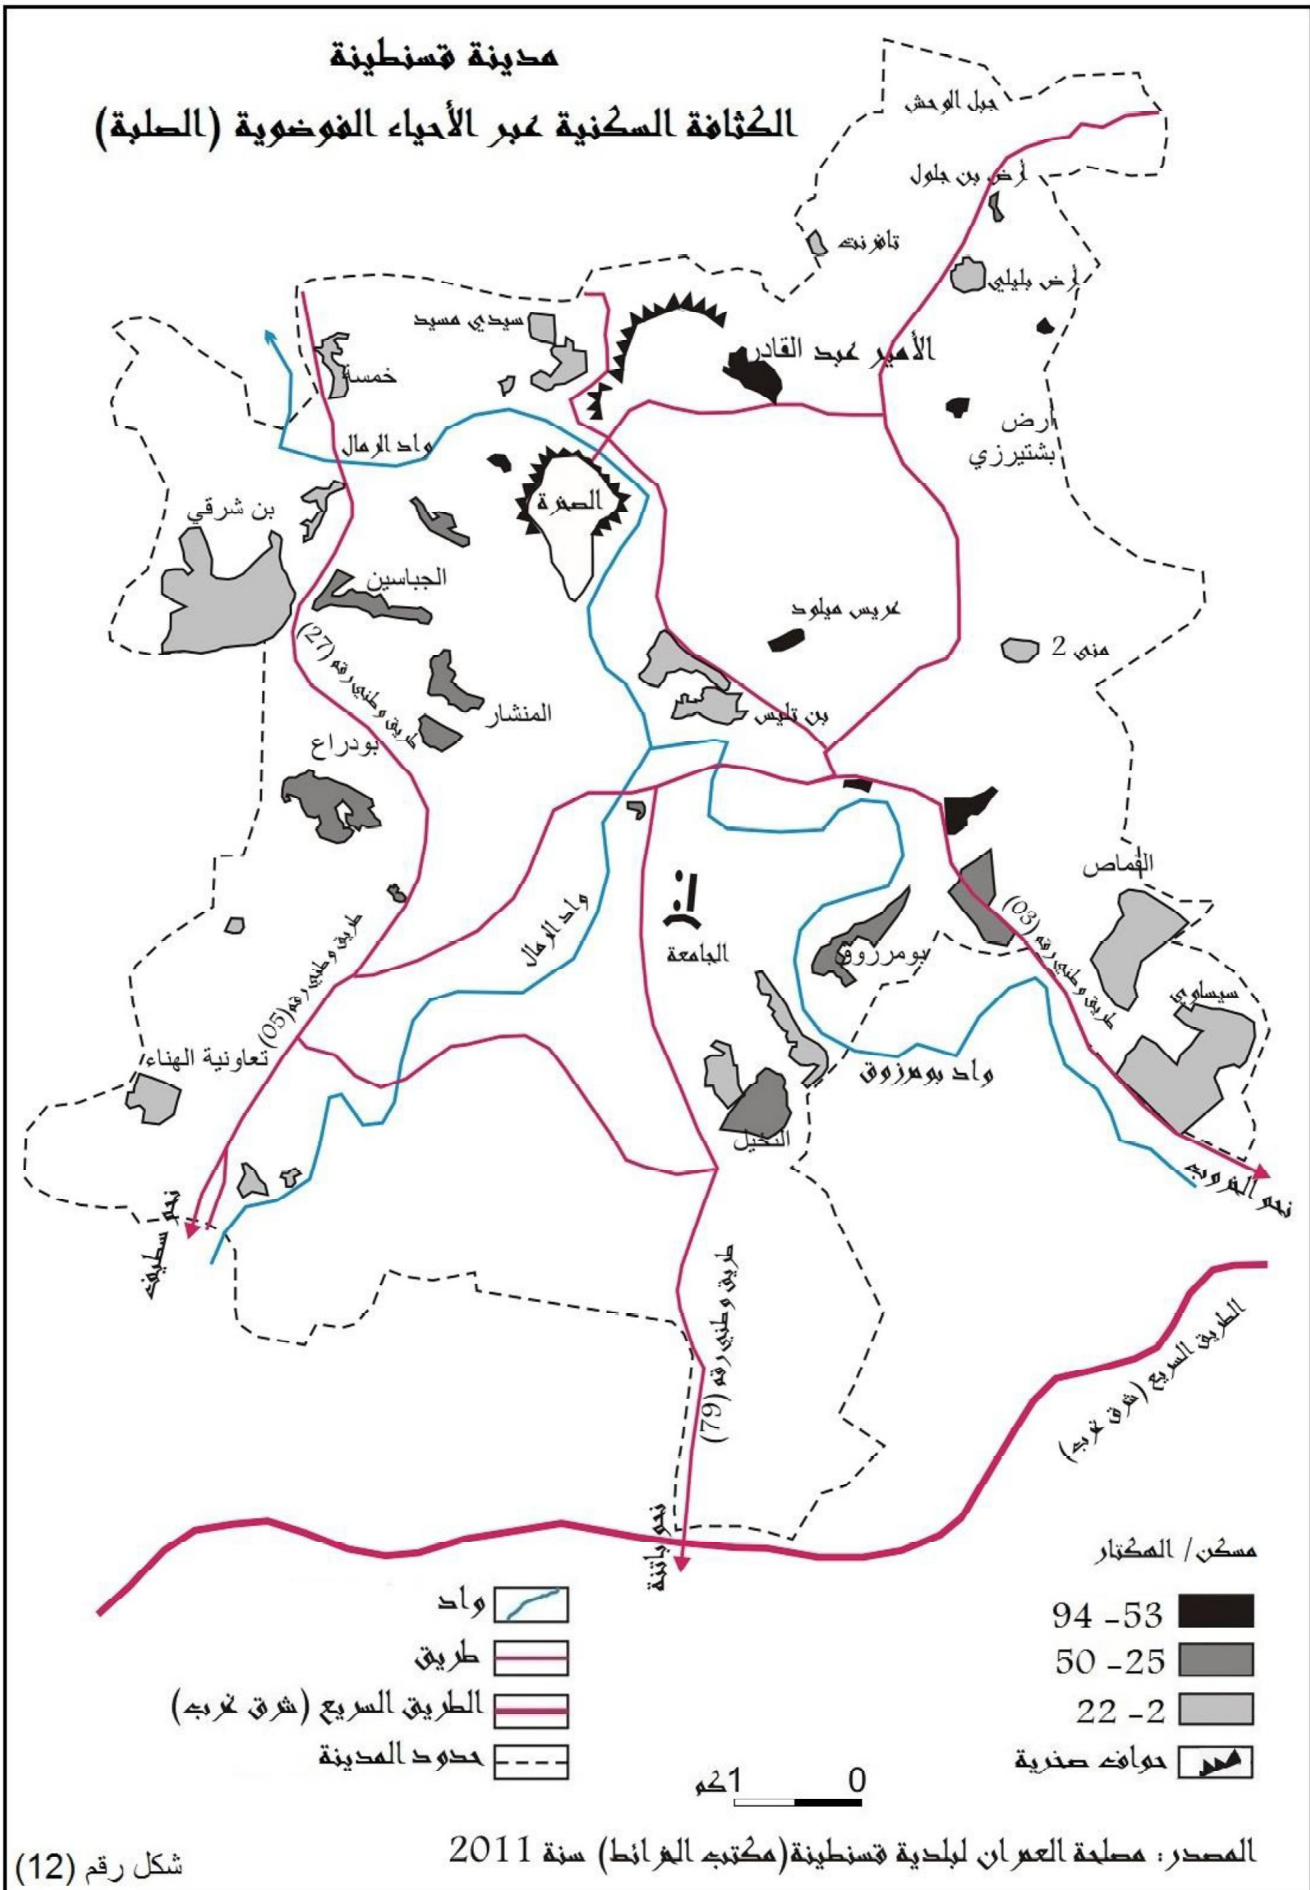 مدينة قسنطينة
الكثافة السكنية عبر الأحياء الفوضوية (الصلبة)
جبل الوحش
أرض بن جلول
تافرنت
أرض بليلي
سيدي مسيد
الأمير عبد القادر
خمسة
ارض
بشتيرزي
واد الرمال
الصخرة
بن شرقي
الجباسين
عريس ميلود
منى 2
طريق وطني رقم (27)
المنشار
بن تليس
بودراع
القماص
طريق وطني رقم (03)
واد الرمال
الجامعة
بومرزوق
سيساوي
طريق وطني رقم (05)
تعاونية الهناء
واد بومرزوق
النخيل
نحو الخروب
نحو سطيف
طريق وطني رقم (79)
الطريق السريع (شرق غرب)
نحو باتنة
مسكن/ الهكتار
94 -53
50 -25
22 -2
حواف صخرية
واد
طريق
الطريق السريع (شرق غرب)
حدود المدينة
0
1كم
المصدر: مصلحة العمران لبلدية قسنطينة(مكتب الخرائط) سنة 2011
شكل رقم (12)